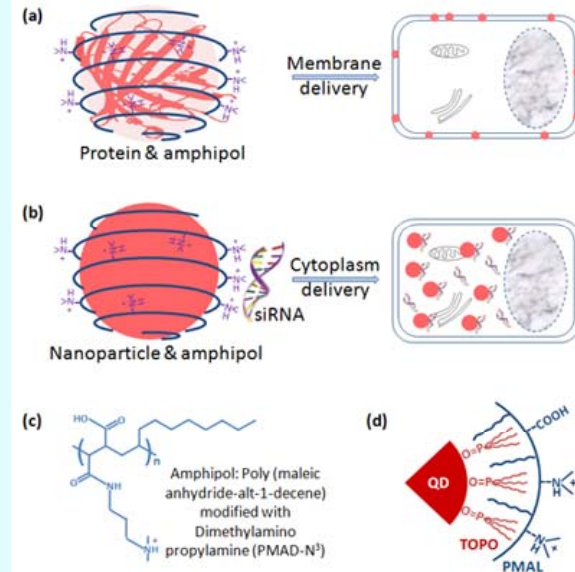 (a)
Membrane
delivery
Protein & amphipol
(b)
siRNA
Cytoplasm
delivery
Nanoparticle & amphipol
(c)
HO
O
O
NH
NH
+
n
Amphipol: Poly (maleic
anhydride-alt-1-decene)
modified with
Dimethylamino
propylamine (PMAD-N³)
(d)
QD
O=P
O=P
O=P
TOPO
COOH
N
H
+
N
H
+
PMAL